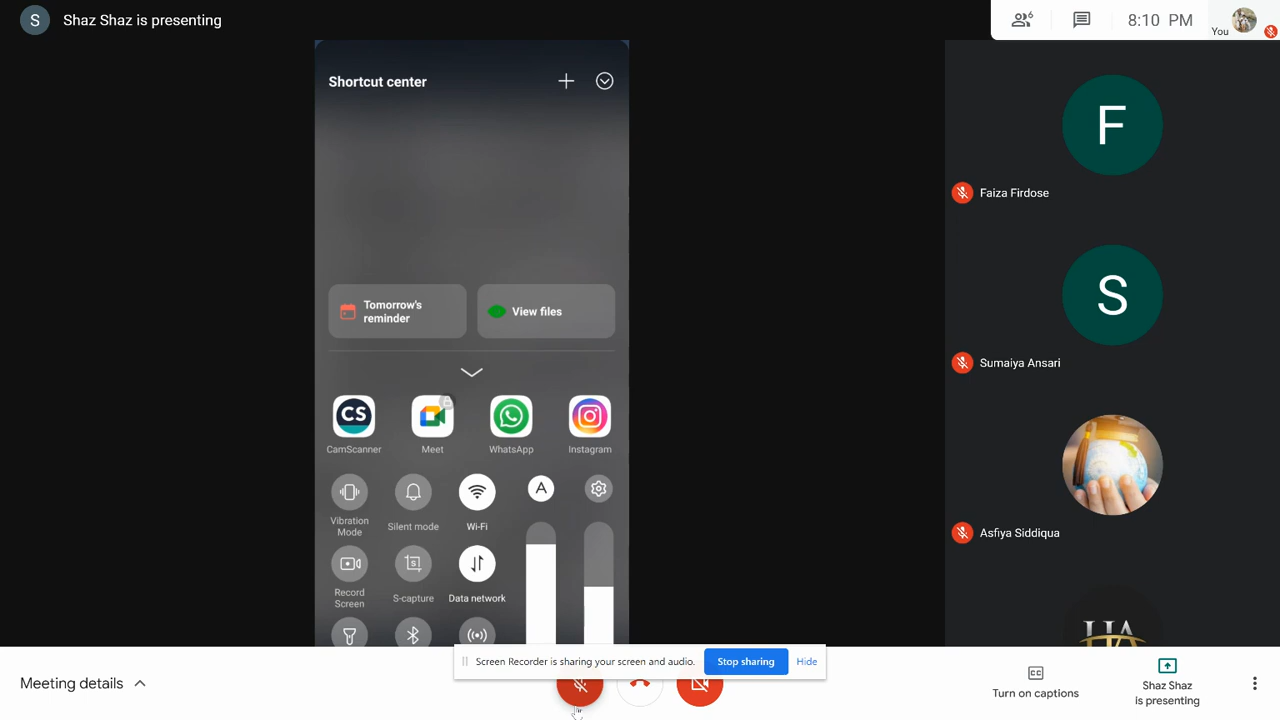 S
Shaz Shaz is presenting
6
8:10 PM
You
Shortcut center
Tomorrow's
reminder
View files
CS
CamScanner
Meet
WhatsApp
Instagram
A
Vibration
Mode
Silent mode
Wi-Fi
Record
Screen
S
S-capture
Data network
F
Faiza Firdose
S
Sumaiya Ansari
Asfiya Siddiqua
Screen Recorder is sharing your screen and audio.
Stop sharing
Hide
Meeting details
CC
Turn on captions
Shaz Shaz
is presenting